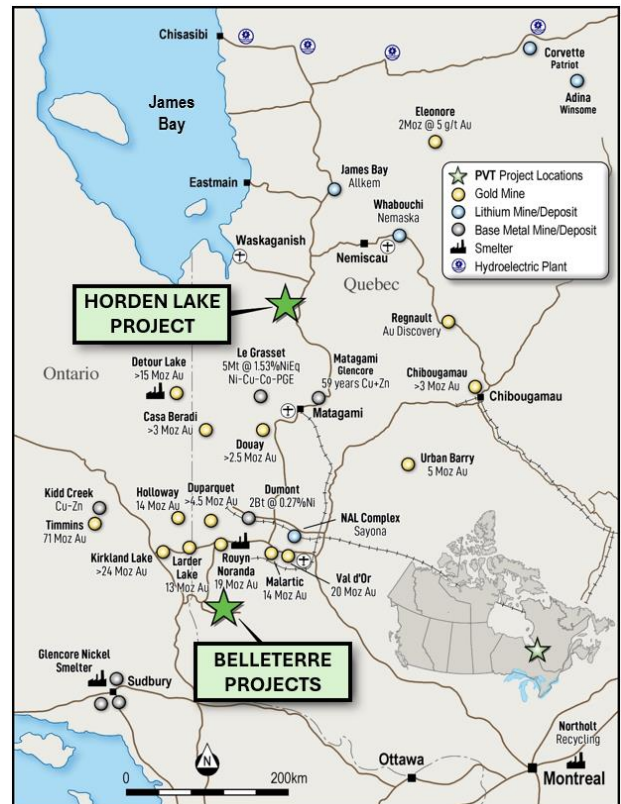 Chisasibi
Corvette
Patriot
Adina
Winsome
James
Bay
Eleonore
2Moz @ 5 g/t Au
James Bay
Allkem
Eastmain
Whabouchi
Nemaska
PVT Project Locations
Gold Mine
Lithium Mine/Deposit
Base Metal Mine/Deposit
Smelter
Hydroelectric Plant
Waskaganish
Nemiscau
Quebec
HORDEN LAKE
PROJECT
Regnault
Au Discovery
Ontario
Detour Lake
>15 Moz Au
Le Grasset
5Mt @ 1.53%NiEq
Ni-Cu-Co-PGE
Matagami
Glencore
59 years Cu+Zn
Chibougamau
>3 Moz Au
Chibougamau
Casa Beradi
>3 Moz Au
Matagami
Douay
>2.5 Moz Au
Urban Barry
5 Moz Au
Kidd Creek
Cu-Zn
Timmins
71 Moz Au
Holloway
14 Moz Au
Duparquet
>4.5 Moz Au
Dumont
2Bt @ 0.27%Ni
NAL Complex
Sayona
Kirkland Lake
>24 Moz Au
Larder
Lake
13 Moz Au
Rouyn
Noranda
19 Moz Au
Malartic
14 Moz Au
Val d'Or
20 Moz Au
BELLETERRE
PROJECTS
Glencore Nickel
Smelter
Sudbury
N
0
200km
Ottawa
Northolt
Recycling
Montreal